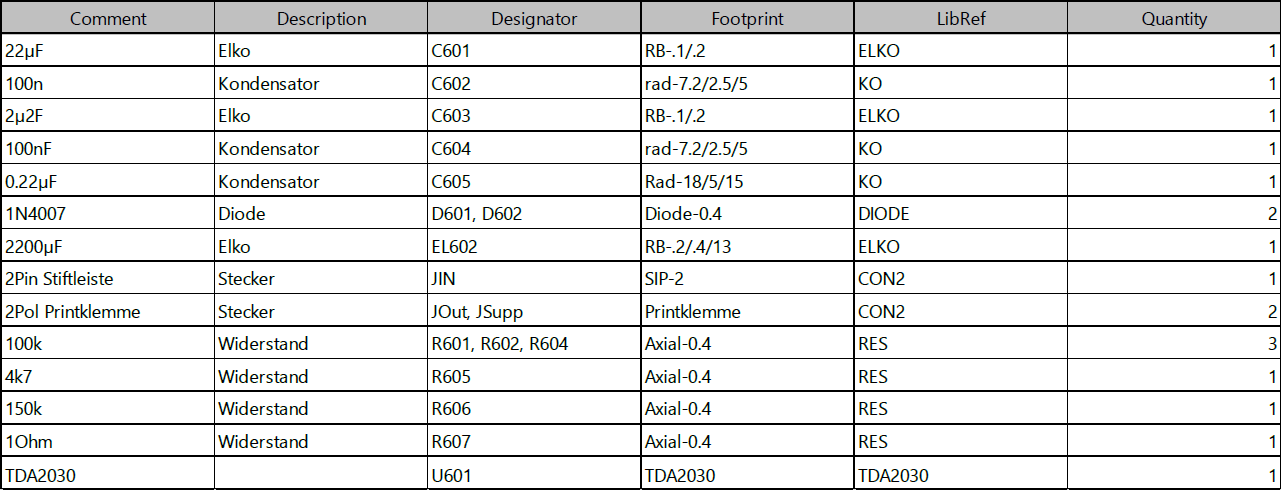 Comment Description Designator Footprint LibRef Quantity
22µF Elko C601 RB-.1/.2 ELKO 1
100n Kondensator C602 rad-7.2/2.5/5 KO 1
2µ2F Elko C603 RB-.1/.2 ELKO 1
100nF Kondensator C604 rad-7.2/2.5/5 KO 1
0.22µF Kondensator C605 Rad-18/5/15 KO 1
1N4007 Diode D601, D602 Diode-0.4 DIODE 2
2200µF Elko EL602 RB-.2/.4/13 ELKO 1
2Pin Stiftleiste Stecker JIN SIP-2 CON2 1
2Pol Printklemme Stecker JOut, JSupp Printklemme CON2 2
100k Widerstand R601, R602, R604 Axial-0.4 RES 3
4k7 Widerstand R605 Axial-0.4 RES 1
150k Widerstand R606 Axial-0.4 RES 1
1Ohm Widerstand R607 Axial-0.4 RES 1
TDA2030 U601 TDA2030 TDA2030 1